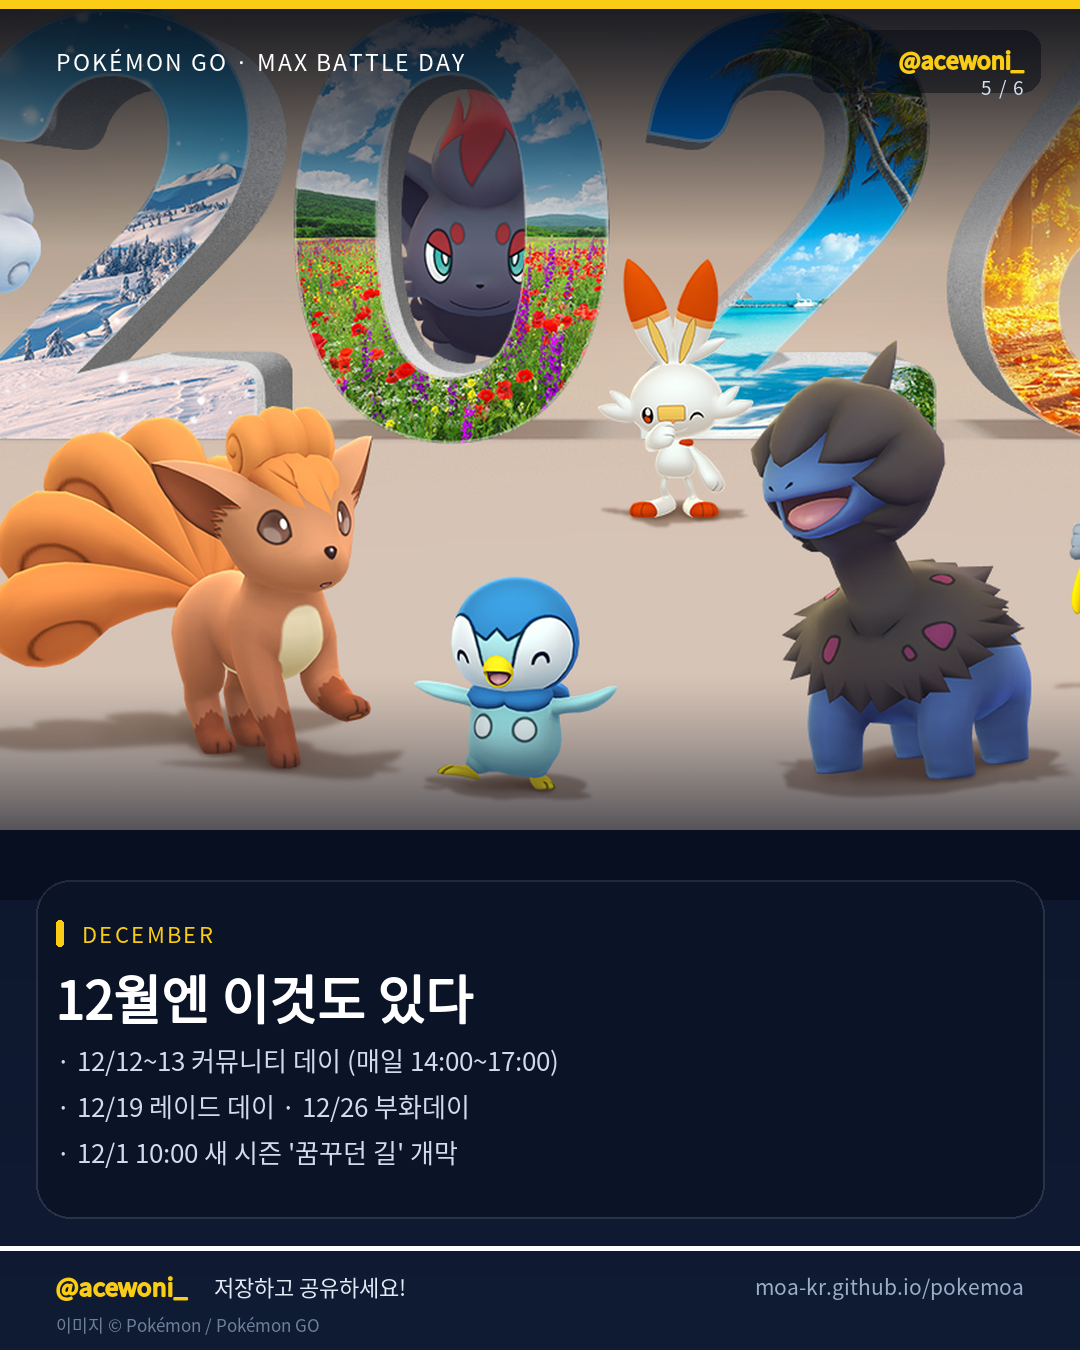 POKÉMON GO · MAX BATTLE DAY
@acewoni_
5 / 6
2026
DECEMBER
12월엔 이것도 있다
· 12/12~13 커뮤니티 데이 (매일 14:00~17:00)
· 12/19 레이드 데이 · 12/26 부화데이
· 12/1 10:00 새 시즌 '꿈꾸던 길' 개막
@acewoni_ 저장하고 공유하세요!
moa-kr.github.io/pokemoa
이미지 © Pokémon / Pokémon GO